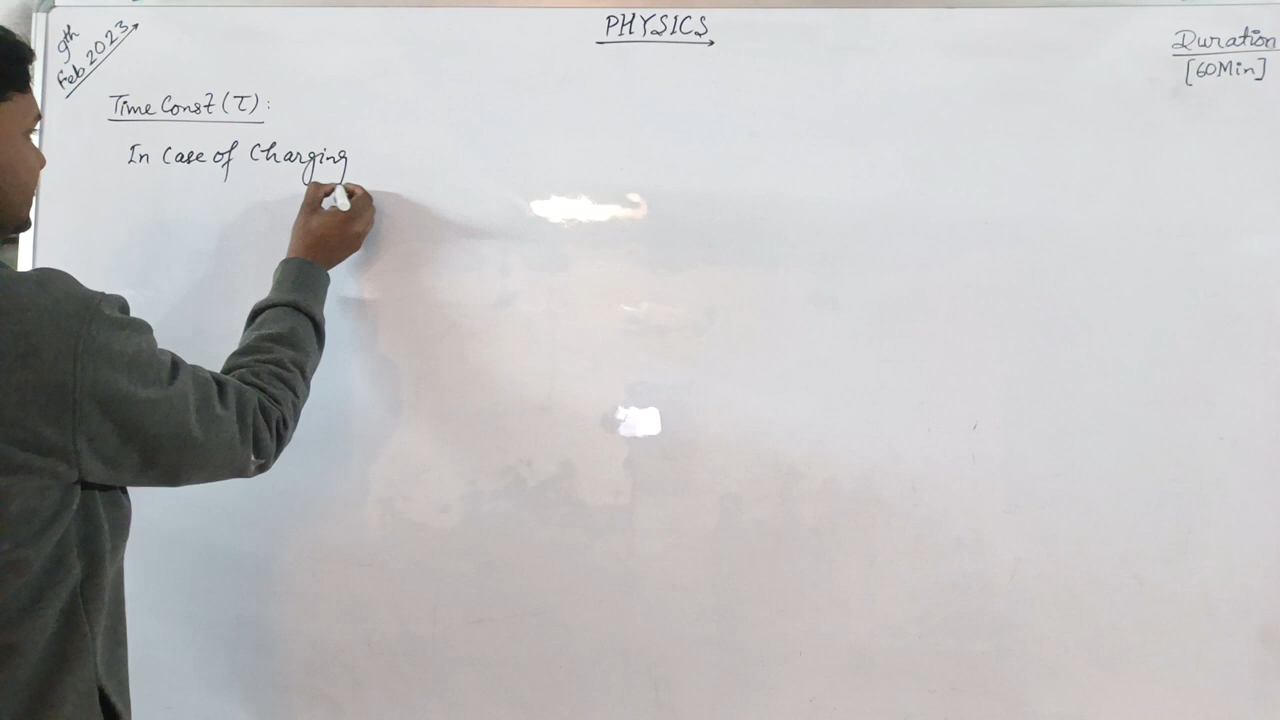 9th
Feb 2023
PHYSICS
Duration
[60Min]
Time Const (τ):
In Case of Charging